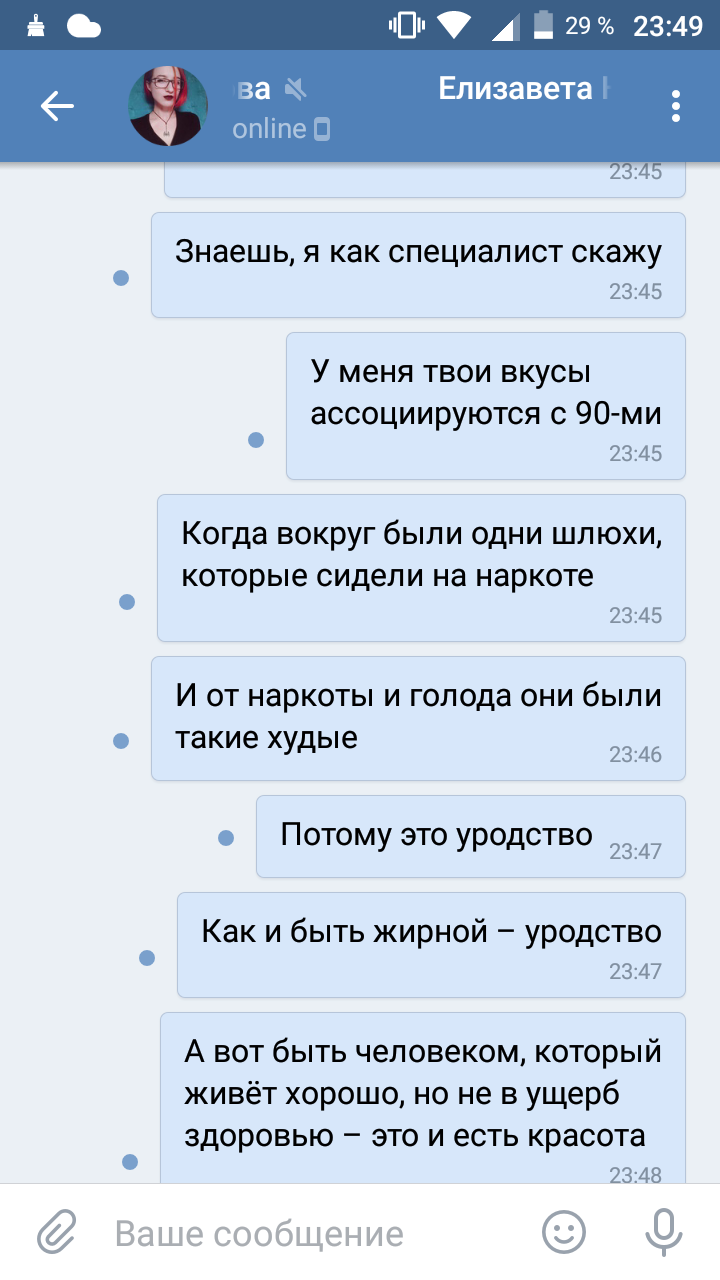 29 % 23:49
ва Елизавета
online
23:45
Знаешь, я как специалист скажу
23:45
У меня твои вкусы
ассоциируются с 90-ми
23:45
Когда вокруг были одни шлюхи,
которые сидели на наркоте
23:45
И от наркоты и голода они были
такие худые
23:46
Потому это уродство
23:47
Как и быть жирной – уродство
23:47
А вот быть человеком, который
живёт хорошо, но не в ущерб
здоровью – это и есть красота
23:48
Ваше сообщение